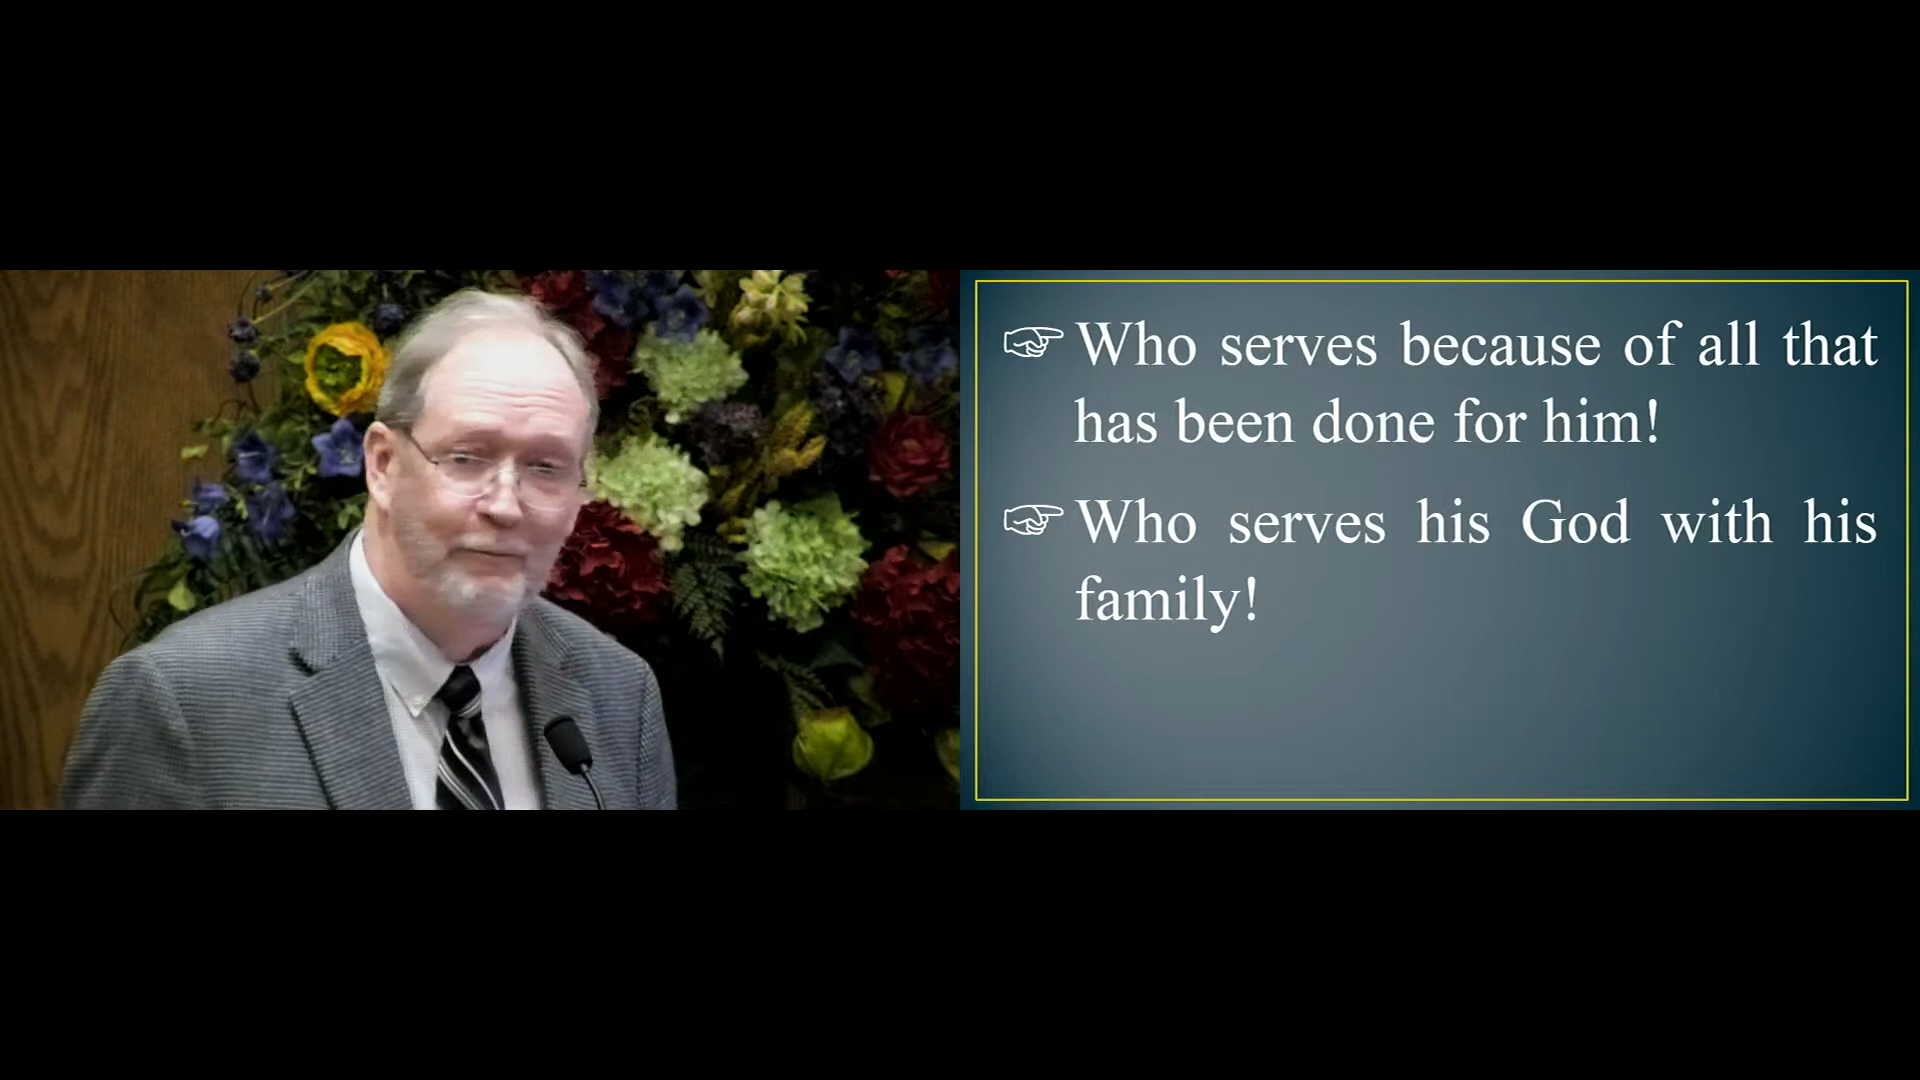 ☞ Who serves because of all that
has been done for him!
☞ Who serves his God with his
family!